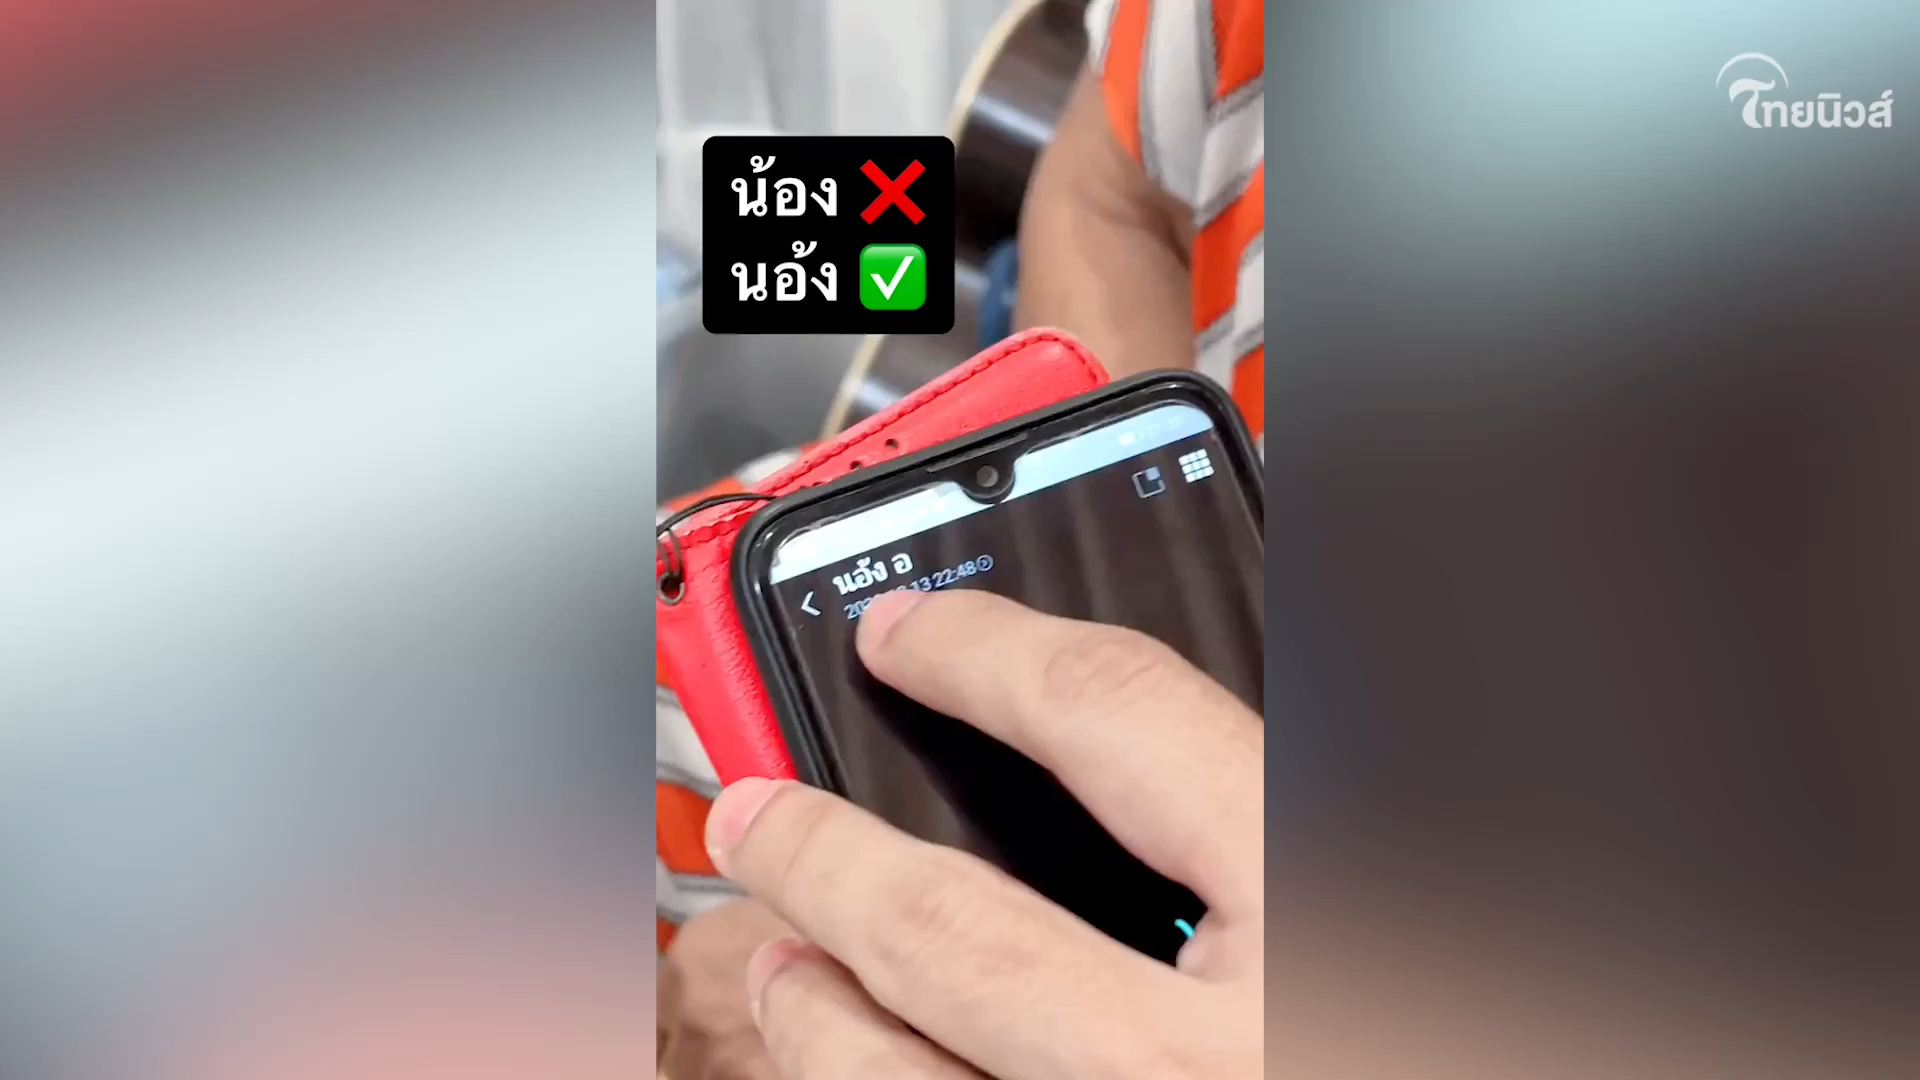 ไทยนิวส์
น้อง ❌
นอ้ง ✅
นอ้ง อ
13 22:48